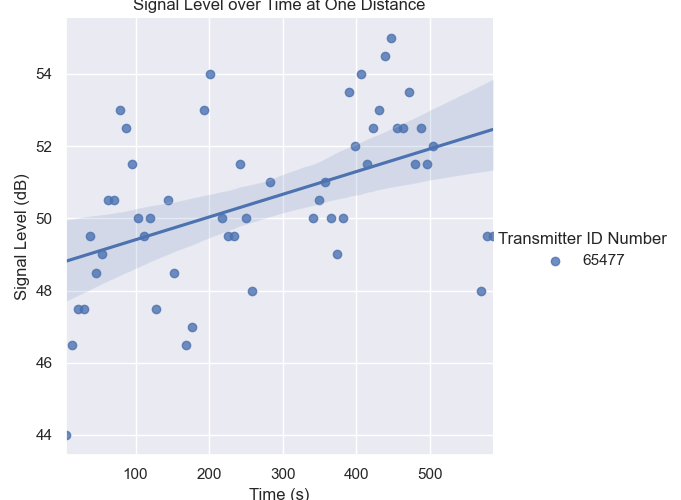 Signal Level over Time at One Distance
Signal Level (dB)
54
52
50
48
46
44
100 200 300 400 500
Time (s)
Transmitter ID Number
65477